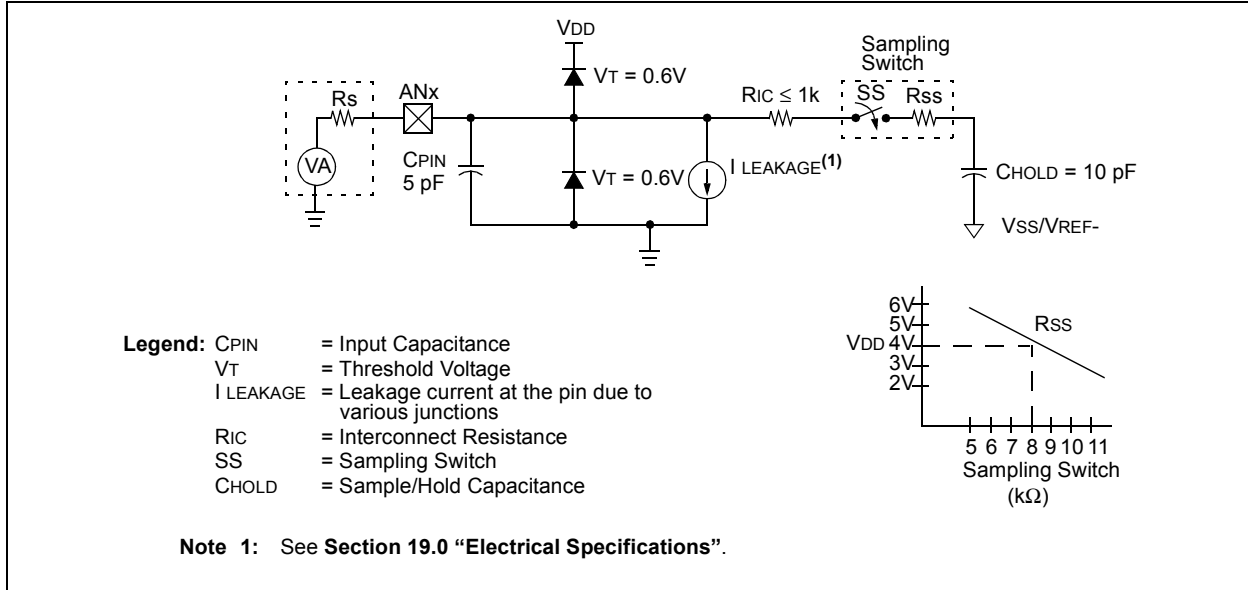 VDD
VT = 0.6V
Sampling
Switch
Rs
ANx
RIC ≤ 1k
SS
Rss
VA
CPIN
5 pF
VT = 0.6V
I LEAKAGE(1)
CHOLD = 10 pF
VSS/VREF-
6V
5V
VDD 4V
3V
2V
RSS
5 6 7 8 9 10 11
Sampling Switch
(kΩ)
Legend: CPIN = Input Capacitance
VT = Threshold Voltage
I LEAKAGE = Leakage current at the pin due to
various junctions
RIC = Interconnect Resistance
SS = Sampling Switch
CHOLD = Sample/Hold Capacitance
Note 1: See Section 19.0 “Electrical Specifications”.